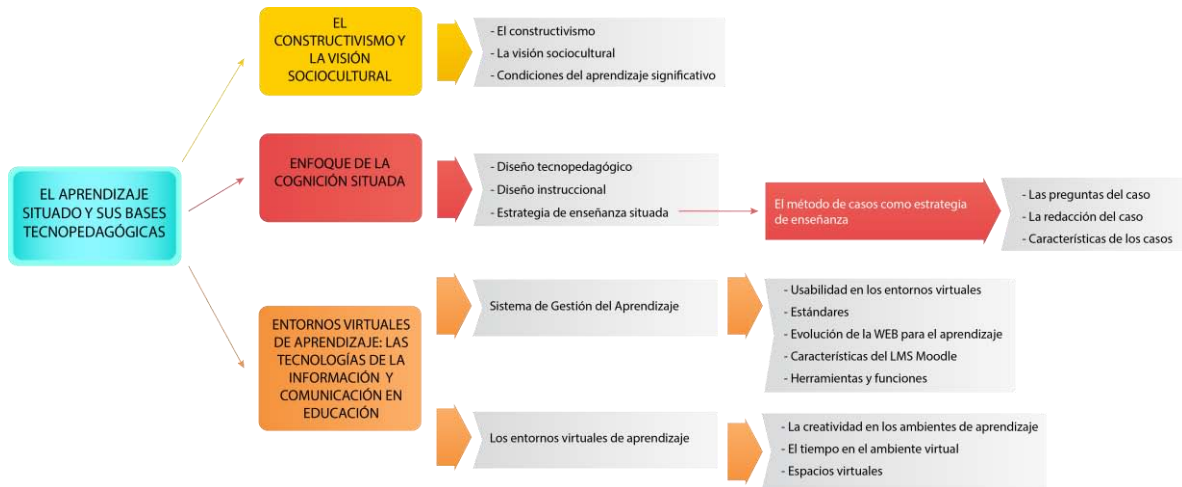 EL APRENDIZAJE
SITUADO Y SUS BASES
TECNOPEDAGÓGICAS
EL
CONSTRUCTIVISMO Y
LA VISIÓN
SOCIOCULTURAL
- El constructivismo
- La visión sociocultural
- Condiciones del aprendizaje significativo
ENFOQUE DE LA
COGNICIÓN SITUADA
- Diseño tecnopedagógico
- Diseño instruccional
- Estrategia de enseñanza situada
El método de casos como estrategia
de enseñanza
- Las preguntas del caso
- La redacción del caso
- Características de los casos
ENTORNOS VIRTUALES
DE APRENDIZAJE: LAS
TECNOLOGÍAS DE LA
INFORMACIÓN Y
COMUNICACIÓN EN
EDUCACIÓN
Sistema de Gestión del Aprendizaje
- Usabilidad en los entornos virtuales
- Estándares
- Evolución de la WEB para el aprendizaje
- Características del LMS Moodle
- Herramientas y funciones
Los entornos virtuales de aprendizaje
- La creatividad en los ambientes de aprendizaje
- El tiempo en el ambiente virtual
- Espacios virtuales